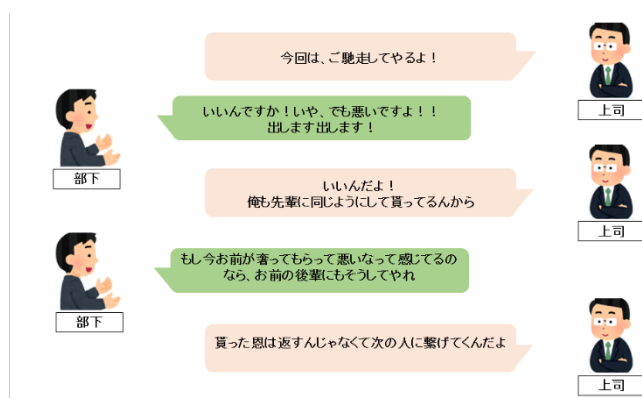 今回は、ご馳走してやるよ！
上司
いいんですか！いや、でも悪いですよ！！
出します出します！
部下
いいんだよ！
俺も先輩に同じようにして貰ってるんから
上司
もし今お前が奢ってもらって悪いなって感じてるの
なら、お前の後輩にもそうしてやれ
部下
貰った恩は返すんじゃなくて次の人に繋げてくんだよ
上司